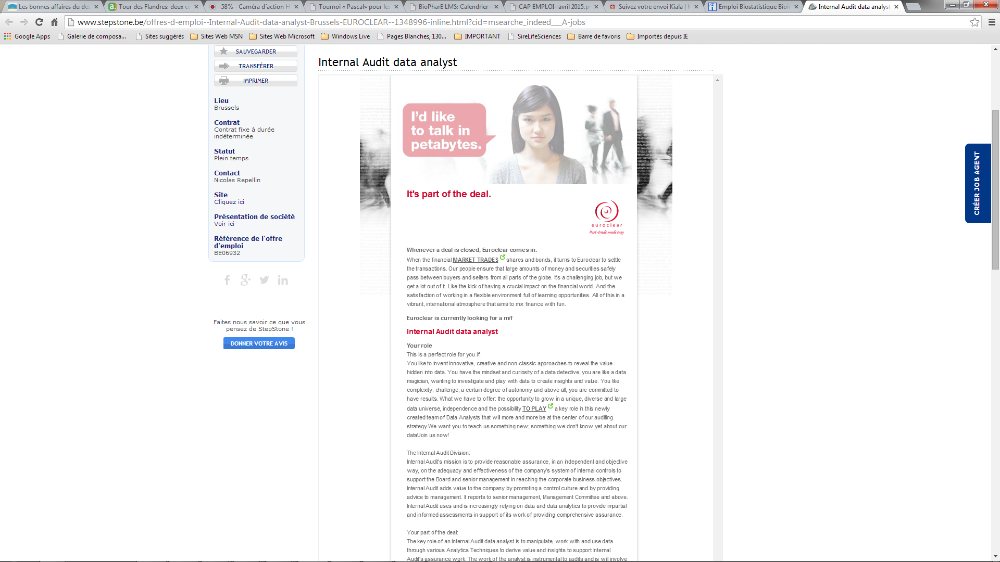 Les bonnes affaires du des
Tour des Flandres: deux co
-58% - Caméra d´action H
Tournoi « Pascal» pour les
BioPharE LMS: Calendrier
CAP EMPLOI- avril 2015.p
Suivez votre envoi Kiala |
Emploi Biostatistique Bioi
Internal Audit data analyst
www.stepstone.be/offres-d-emploi--Internal-Audit-data-analyst-Brussels-EUROCLEAR--1348996-inline.html?cid=msearche_indeed___A-jobs
Google Apps
Galerie de composa...
Sites suggérés
Sites Web MSN
Sites Web Microsoft
Windows Live
Pages Blanches, 130...
IMPORTANT
SireLifeSciences
Barre de favoris
Importés depuis IE
SAUVEGARDER
TRANSFÉRER
IMPRIMER
Lieu
Brussels
Contrat
Contrat fixe à durée
indéterminée
Statut
Plein temps
Contact
Nicolas Repellin
Site
Cliquez ici
Présentation de société
Voir ici
Référence de l'offre
d'emploi
BE06932
Faites nous savoir ce que vous
pensez de StepStone !
DONNER VOTRE AVIS
Internal Audit data analyst
I'd like
to talk in
petabytes.
It's part of the deal.
euroclear
Post-trade made easy
Whenever a deal is closed, Euroclear comes in.
When the financial MARKET TRADES shares and bonds, it turns to Euroclear to settle
the transactions. Our people ensure that large amounts of money and securities safely
pass between buyers and sellers from all parts of the globe. It's a challenging job, but we
get a lot out of it. Like the kick of having a crucial impact on the financial world. And the
satisfaction of working in a flexible environment full of learning opportunities. All of this in a
vibrant, international atmosphere that aims to mix finance with fun.
Euroclear is currently looking for a m/f
Internal Audit data analyst
Your role
This is a perfect role for you if:
You like to invent innovative, creative and non-classic approaches to reveal the value
hidden into data. You have the mindset and curiosity of a data detective, you are like a data
magician, wanting to investigate and play with data to create insights and value. You like
complexity, challenge, a certain degree of autonomy and above all, you are committed to
have results. What we have to offer: the opportunity to grow in a unique, diverse and large
data universe, independence and the possibility TO PLAY a key role in this newly
created team of Data Analysts that will more and more be at the center of our auditing
strategy.We want you to teach us something new; something we don't know yet about our
data!Join us now!
The Internal Audit Division:
Internal Audit's mission is to provide reasonable assurance, in an independent and objective
way, on the adequacy and effectiveness of the company's system of internal controls to
support the Board and senior management in reaching the corporate business objectives.
Internal Audit adds value to the company by promoting a control culture and by providing
advice to management. It reports to senior management, Management Committee and above.
Internal Audit uses and is increasingly relying on data and data analytics to provide impartial
and informed assessments in support of its work of providing comprehensive assurance.
Your part of the deal:
The key role of an Internal Audit data analyst is to manipulate, work with and use data
through various Analytics Techniques to derive value and insights to support Internal
Audit's assurance work. The work of the analyst is instrumental to audits and is will involve
CRÉER JOB AGENT